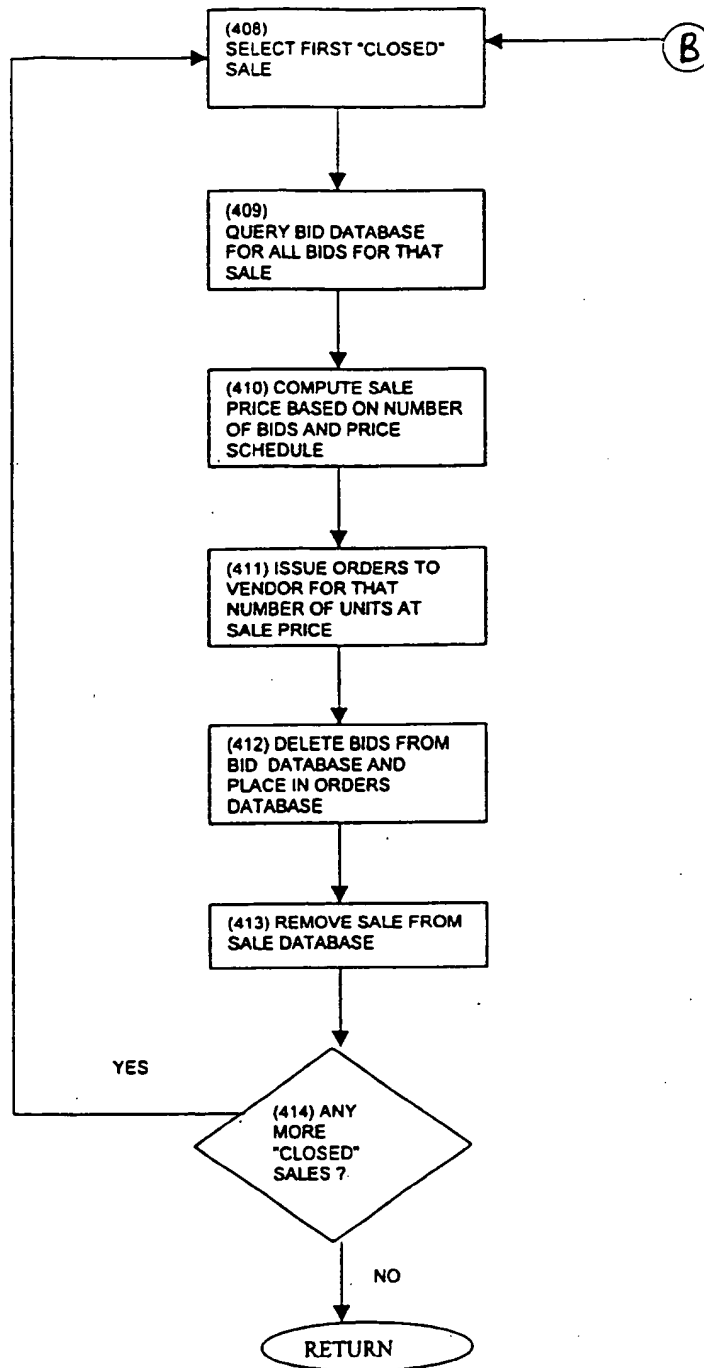 (408)
SELECT FIRST "CLOSED"
SALE
B
(409)
QUERY BID DATABASE
FOR ALL BIDS FOR THAT
SALE
(410) COMPUTE SALE
PRICE BASED ON NUMBER
OF BIDS AND PRICE
SCHEDULE
(411) ISSUE ORDERS TO
VENDOR FOR THAT
NUMBER OF UNITS AT
SALE PRICE
(412) DELETE BIDS FROM
BID DATABASE AND
PLACE IN ORDERS
DATABASE
(413) REMOVE SALE FROM
SALE DATABASE
YES
(414) ANY
MORE
"CLOSED"
SALES ?
NO
RETURN